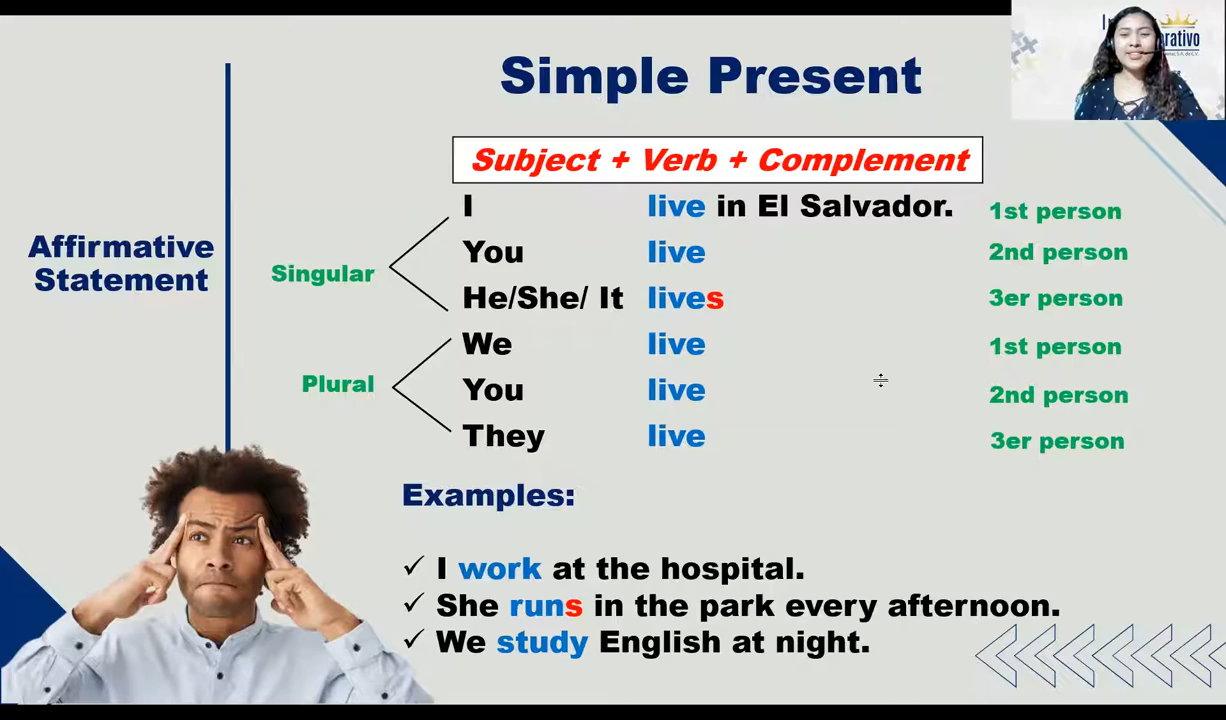 Simple Present
Subject + Verb + Complement
Affirmative
Statement
Singular
I live in El Salvador. 1st person
You live 2nd person
He/She/ It lives 3er person
Plural
We live 1st person
You live 2nd person
They live 3er person
Examples:
✓ I work at the hospital.
✓ She runs in the park every afternoon.
✓ We study English at night.